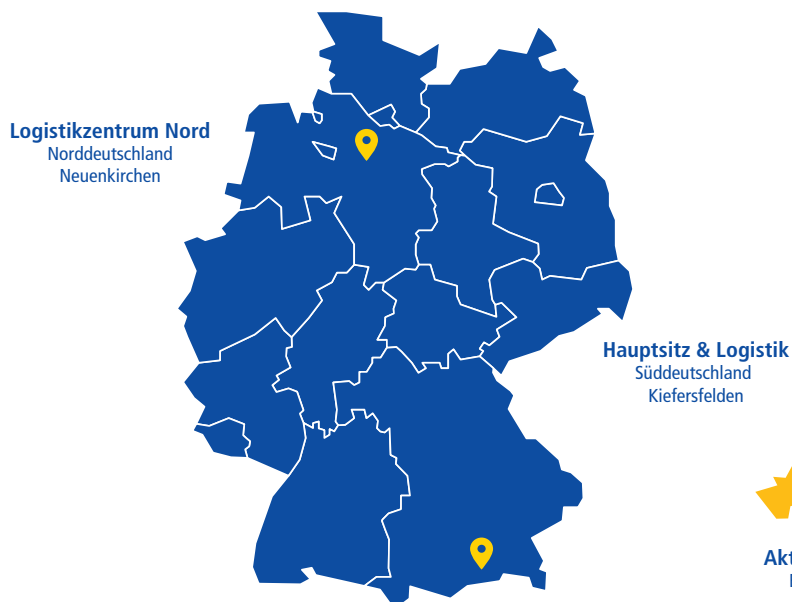 Logistikzentrum Nord
Norddeutschland
Neuenkirchen
Hauptsitz & Logistik
Süddeutschland
Kiefersfelden